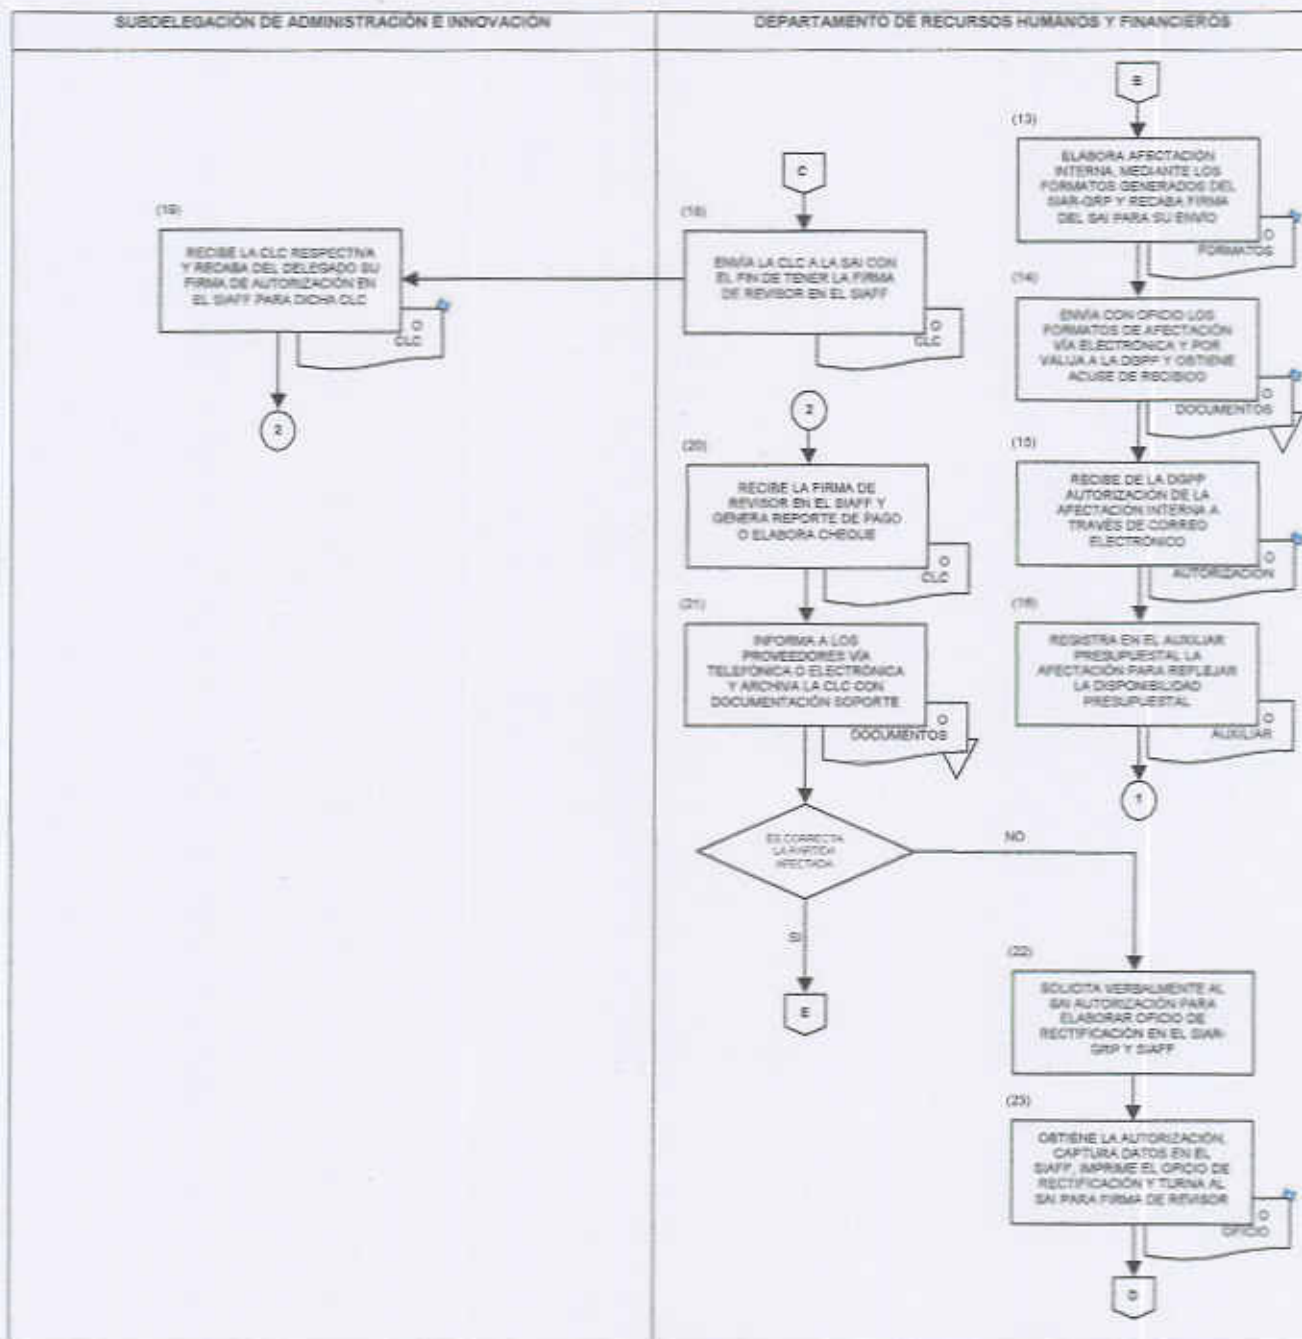 SUBDELEGACIÓN DE ADMINISTRACIÓN E INNOVACIÓN
DEPARTAMENTO DE RECURSOS HUMANOS Y FINANCIEROS
(19)
RECIBE LA CLC RESPECTIVA
Y RECABA DEL DELEGADO SU
FIRMA DE AUTORIZACIÓN EN
EL SIAFF PARA DICHA CLC
O
CLC
2
C
(18)
ENVÍA LA CLC A LA SAI CON
EL FIN DE TENER LA FIRMA
DE REVISOR EN EL SIAFF
O
CLC
2
(20)
RECIBE LA FIRMA DE
REVISOR EN EL SIAFF Y
GENERA REPORTE DE PAGO
O ELABORA CHEQUE
O
CLC
(21)
INFORMA A LOS
PROVEEDORES VÍA
TELEFÓNICA O ELECTRÓNICA
Y ARCHIVA LA CLC CON
DOCUMENTACIÓN SOPORTE
O
DOCUMENTOS
ES CORRECTA
LA PARTIDA
AFECTADA
NO
SI
E
B
(13)
ELABORA AFECTACIÓN
INTERNA, MEDIANTE LOS
FORMATOS GENERADOS DEL
SIAR-GRP Y RECABA FIRMA
DEL SAI PARA SU ENVÍO
O
FORMATOS
(14)
ENVÍA CON OFICIO LOS
FORMATOS DE AFECTACIÓN
VÍA ELECTRÓNICA Y POR
VALIJA A LA DGPP Y OBTIENE
ACUSE DE RECIBIDO
O
DOCUMENTOS
(15)
RECIBE DE LA DGPP
AUTORIZACIÓN DE LA
AFECTACIÓN INTERNA A
TRAVÉS DE CORREO
ELECTRÓNICO
O
AUTORIZACIÓN
(16)
REGISTRA EN EL AUXILIAR
PRESUPUESTAL LA
AFECTACIÓN PARA REFLEJAR
LA DISPONIBILIDAD
PRESUPUESTAL
O
AUXILIAR
1
(22)
SOLICITA VERBALMENTE AL
SAI AUTORIZACIÓN PARA
ELABORAR OFICIO DE
RECTIFICACIÓN EN EL SIAR-
GRP Y SIAFF
(23)
OBTIENE LA AUTORIZACIÓN,
CAPTURA DATOS EN EL
SIAFF, IMPRIME EL OFICIO DE
RECTIFICACIÓN Y TURNA AL
SAI PARA FIRMA DE REVISOR
O
OFICIO
D